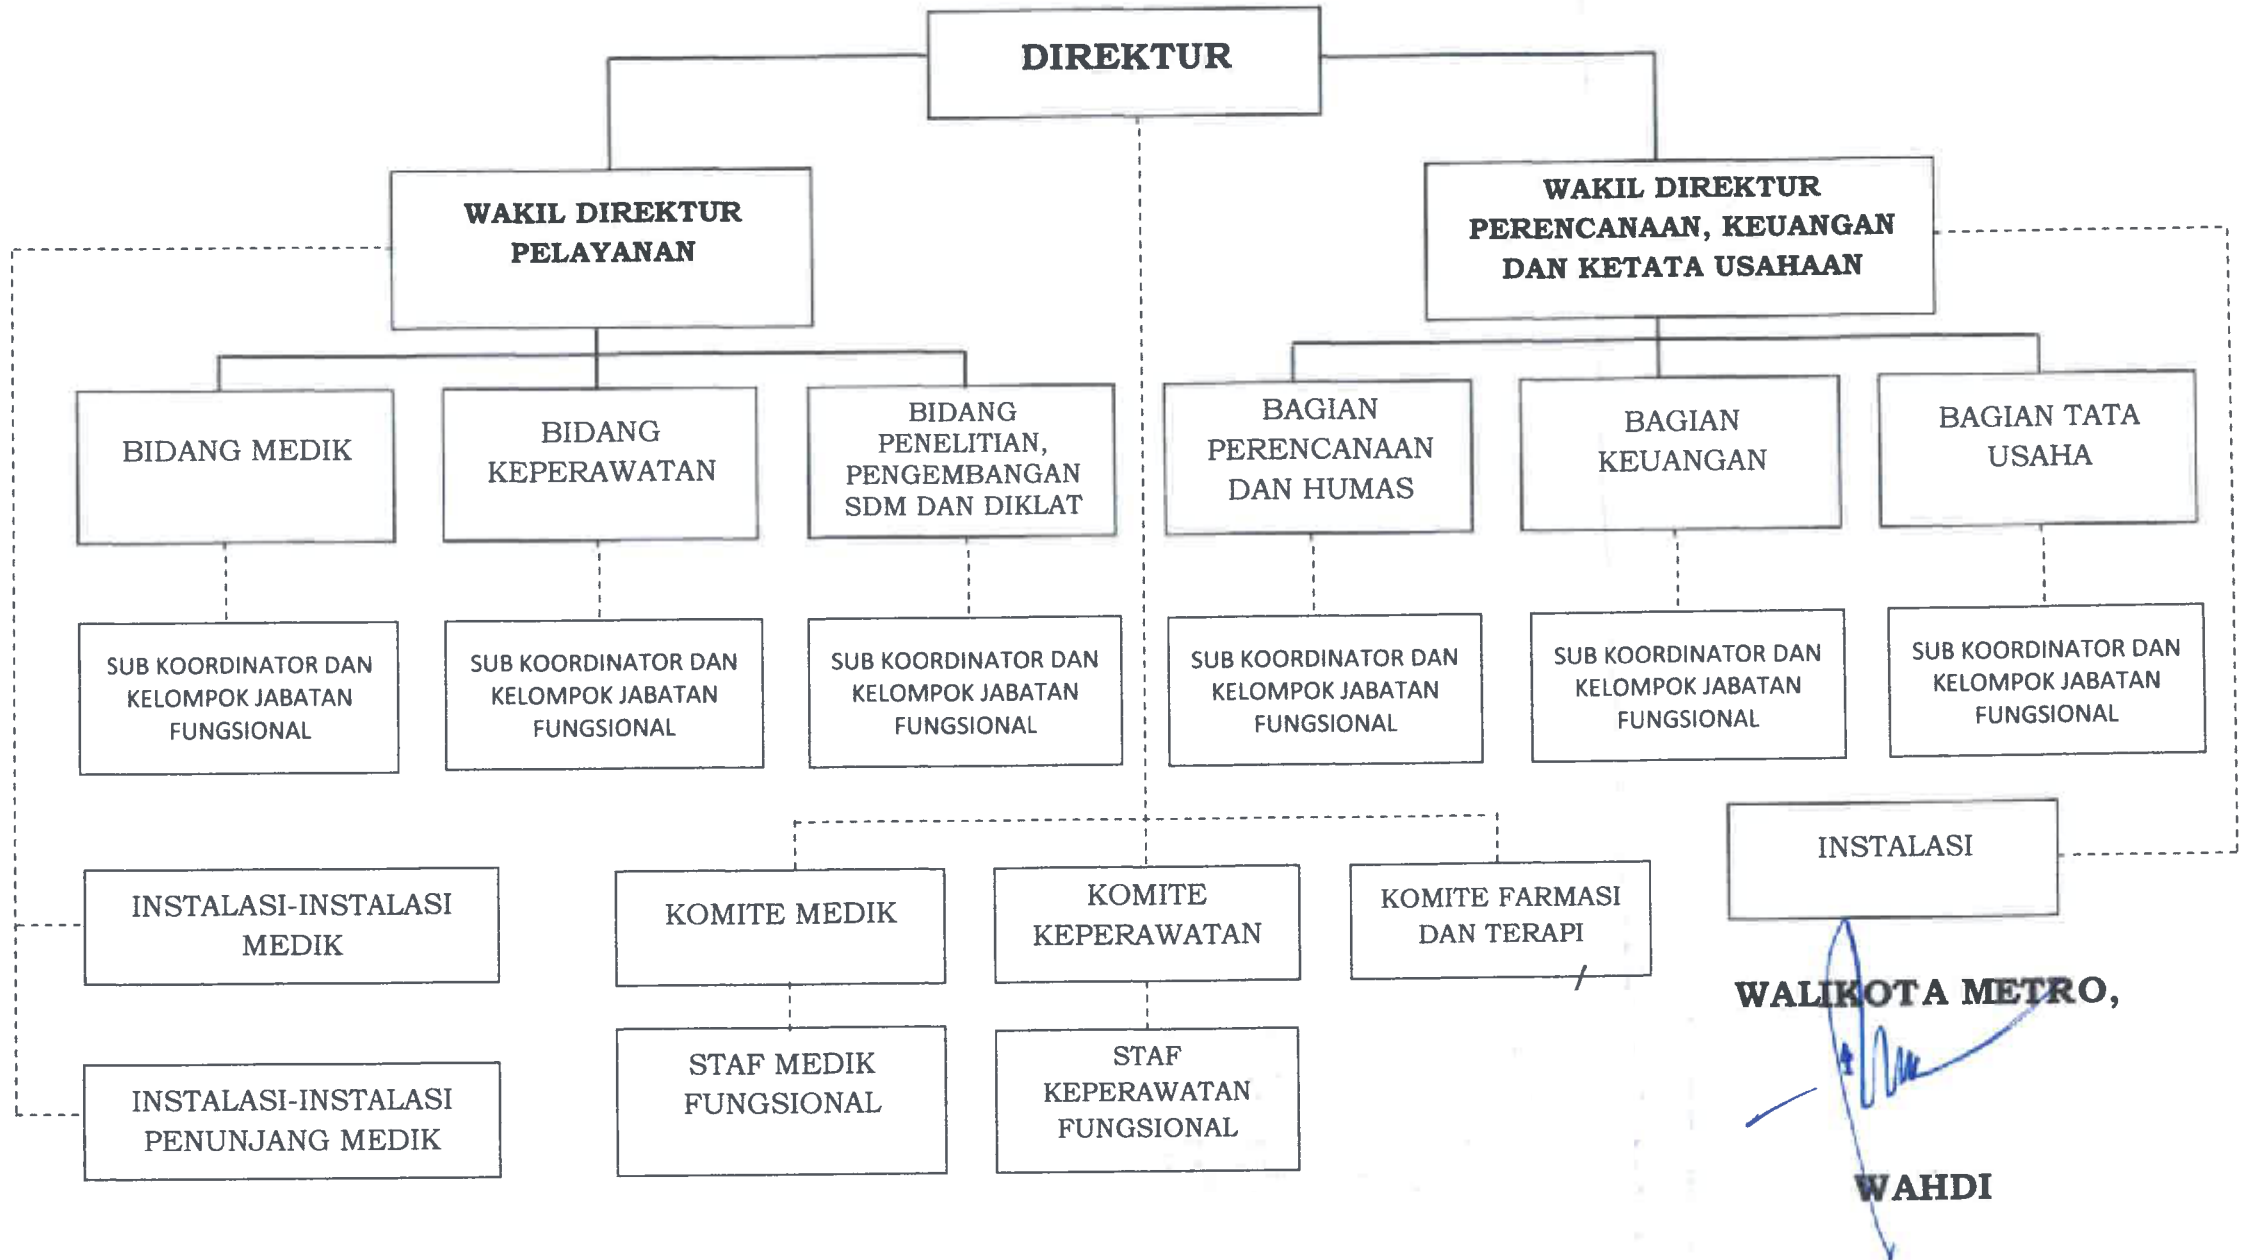 DIREKTUR
WAKIL DIREKTUR
PELAYANAN
WAKIL DIREKTUR
PERENCANAAN, KEUANGAN
DAN KETATA USAHAAN
BIDANG MEDIK
BIDANG
KEPERAWATAN
BIDANG
PENELITIAN,
PENGEMBANGAN
SDM DAN DIKLAT
BAGIAN
PERENCANAAN
DAN HUMAS
BAGIAN
KEUANGAN
BAGIAN TATA
USAHA
SUB KOORDINATOR DAN
KELOMPOK JABATAN
FUNGSIONAL
SUB KOORDINATOR DAN
KELOMPOK JABATAN
FUNGSIONAL
SUB KOORDINATOR DAN
KELOMPOK JABATAN
FUNGSIONAL
SUB KOORDINATOR DAN
KELOMPOK JABATAN
FUNGSIONAL
SUB KOORDINATOR DAN
KELOMPOK JABATAN
FUNGSIONAL
SUB KOORDINATOR DAN
KELOMPOK JABATAN
FUNGSIONAL
INSTALASI-INSTALASI
MEDIK
KOMITE MEDIK
KOMITE
KEPERAWATAN
KOMITE FARMASI
DAN TERAPI
INSTALASI
INSTALASI-INSTALASI
PENUNJANG MEDIK
STAF MEDIK
FUNGSIONAL
STAF
KEPERAWATAN
FUNGSIONAL
WALIKOTA METRO,
WAHDI